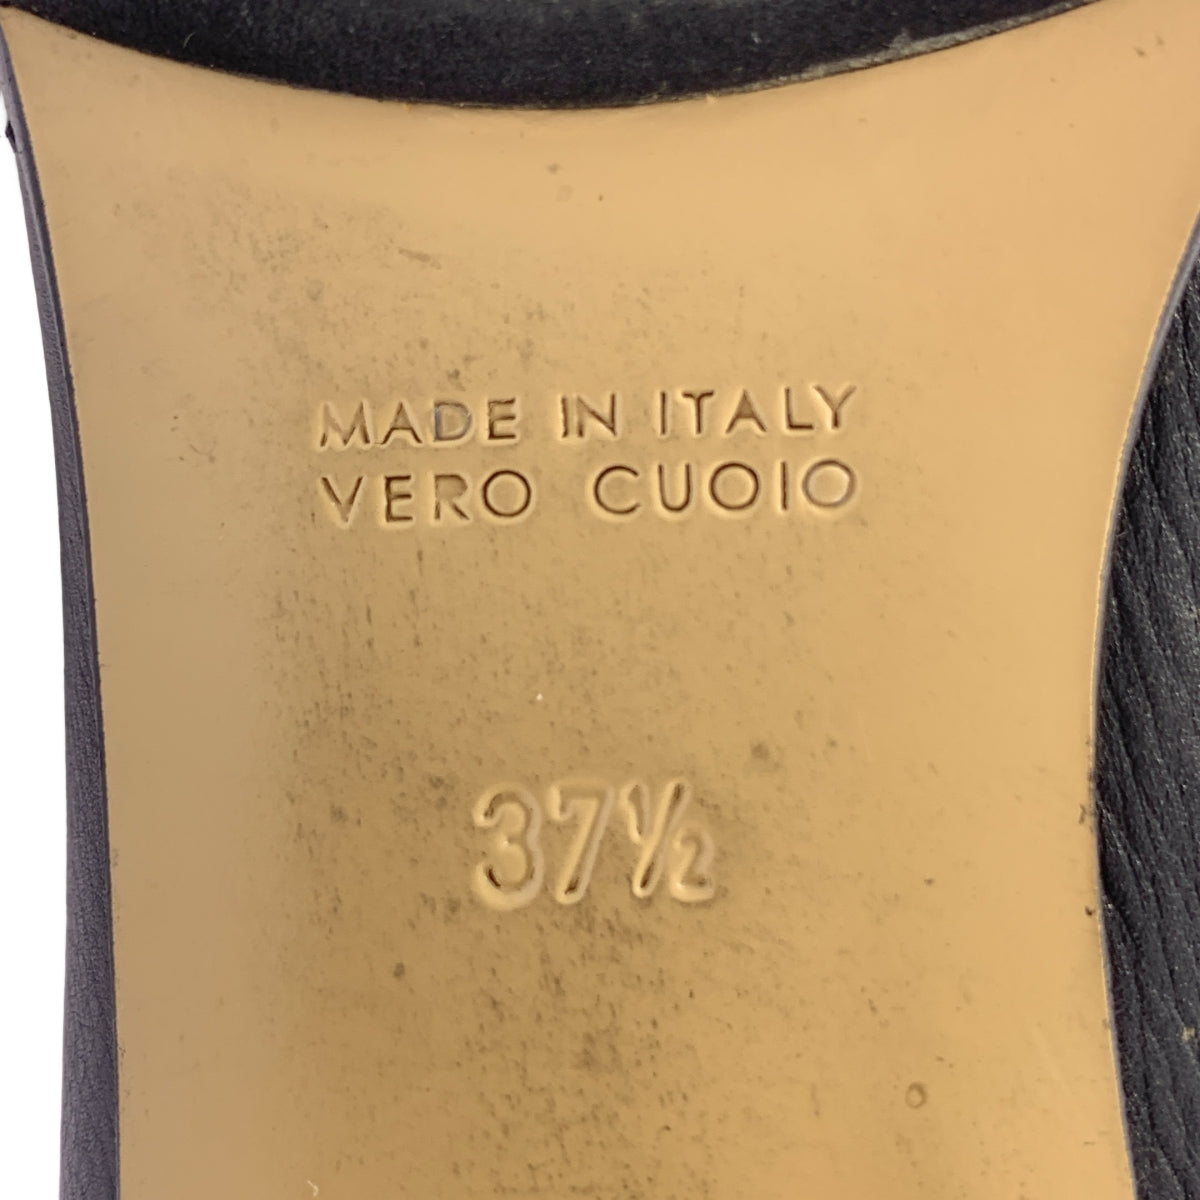 MADE IN ITALY
VERO CUOIO
37½